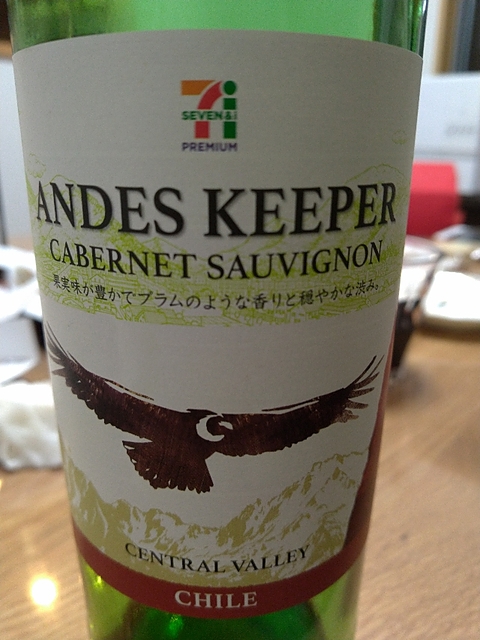 7i
SEVEN&i
PREMIUM
ANDES KEEPER
CABERNET SAUVIGNON
果実味が豊かでプラムのような香りと穏やかな渋み。
CENTRAL VALLEY
CHILE